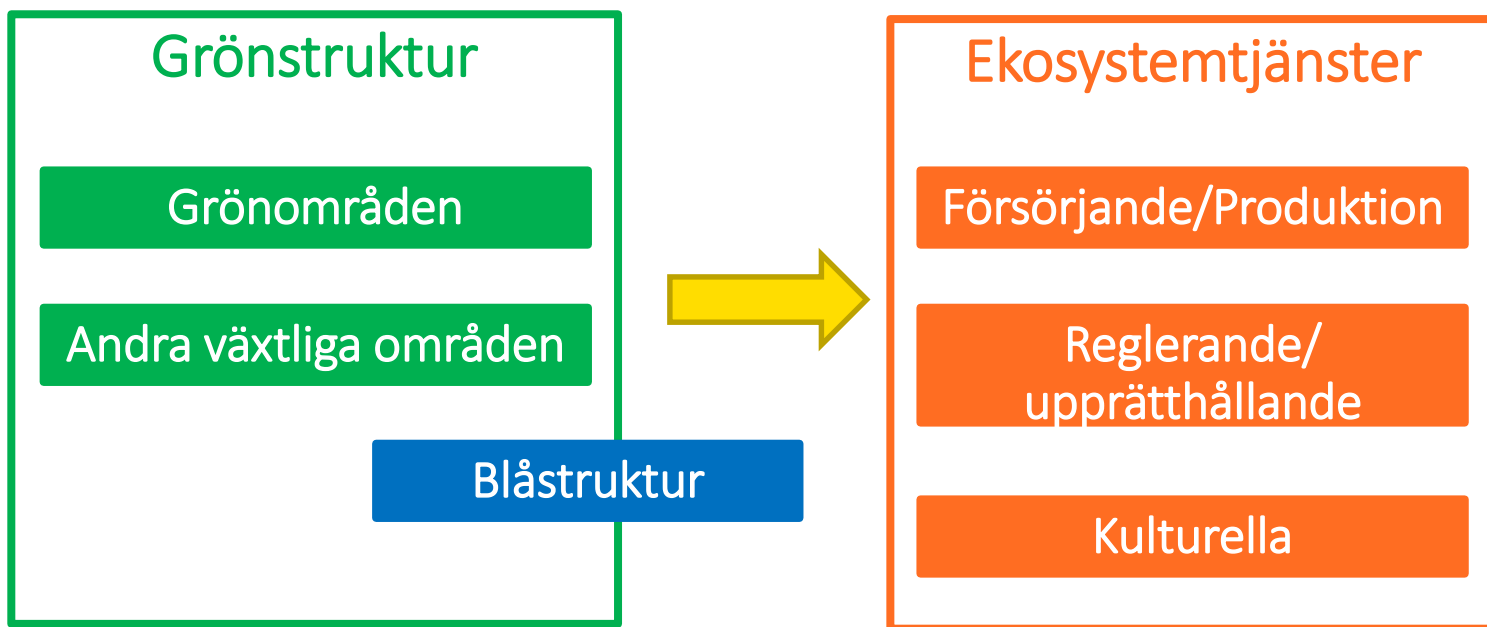 Grönstruktur
Grönområden
Andra växtliga områden
Blåstruktur
Ekosystemtjänster
Försörjande/Produktion
Reglerande/
upprätthållande
Kulturella